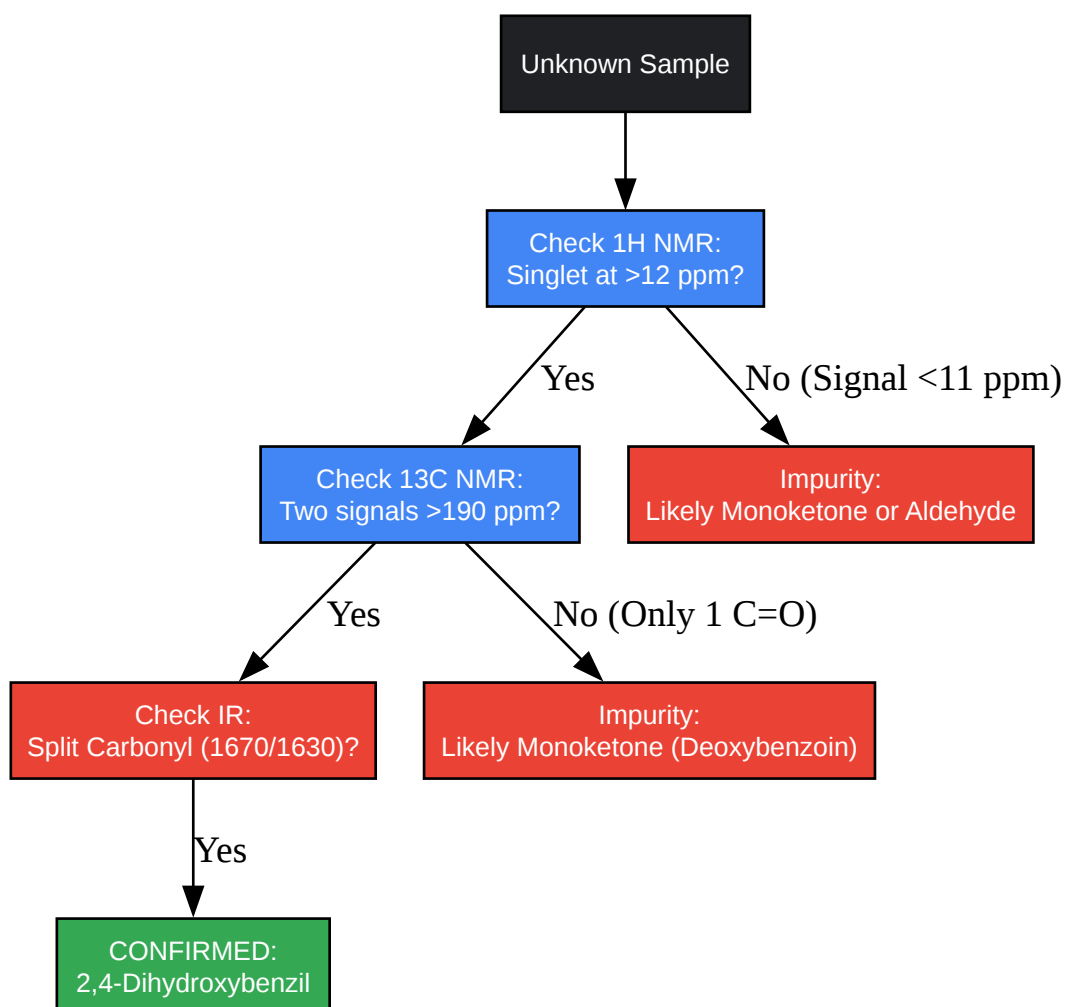 Unknown Sample
Check 1H NMR:
Singlet at >12 ppm?
Yes
No (Signal <11 ppm)
Check 13C NMR:
Two signals >190 ppm?
Impurity:
Likely Monoketone or Aldehyde
Yes
No (Only 1 C=O)
Check IR:
Split Carbonyl (1670/1630)?
Impurity:
Likely Monoketone (Deoxybenzoin)
Yes
CONFIRMED:
2,4-Dihydroxybenzil